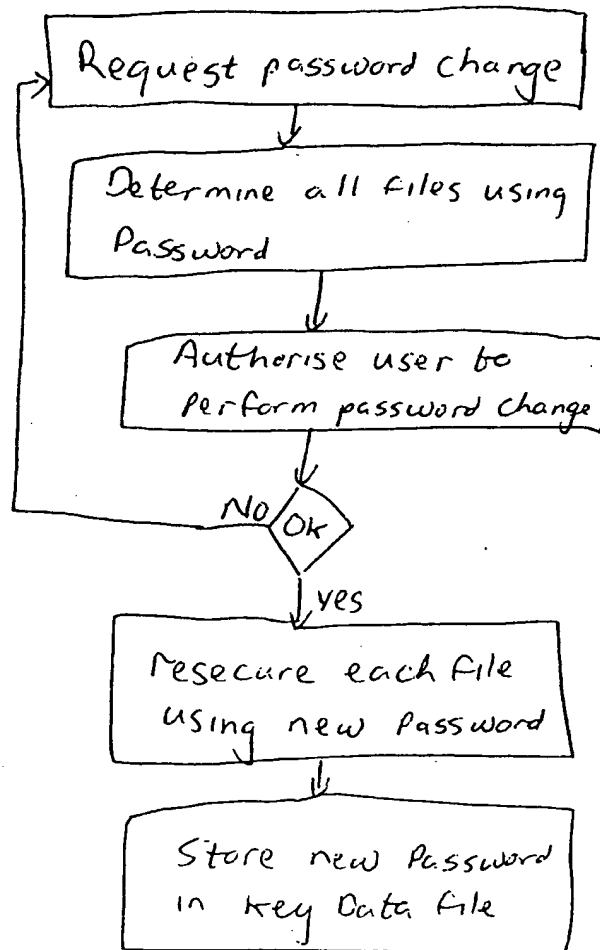 Request password change
Determine all files using
Password
Authorise user to
Perform password change
No
OK
yes
resecure each file
using new Password
Store new Password
in Key Data file